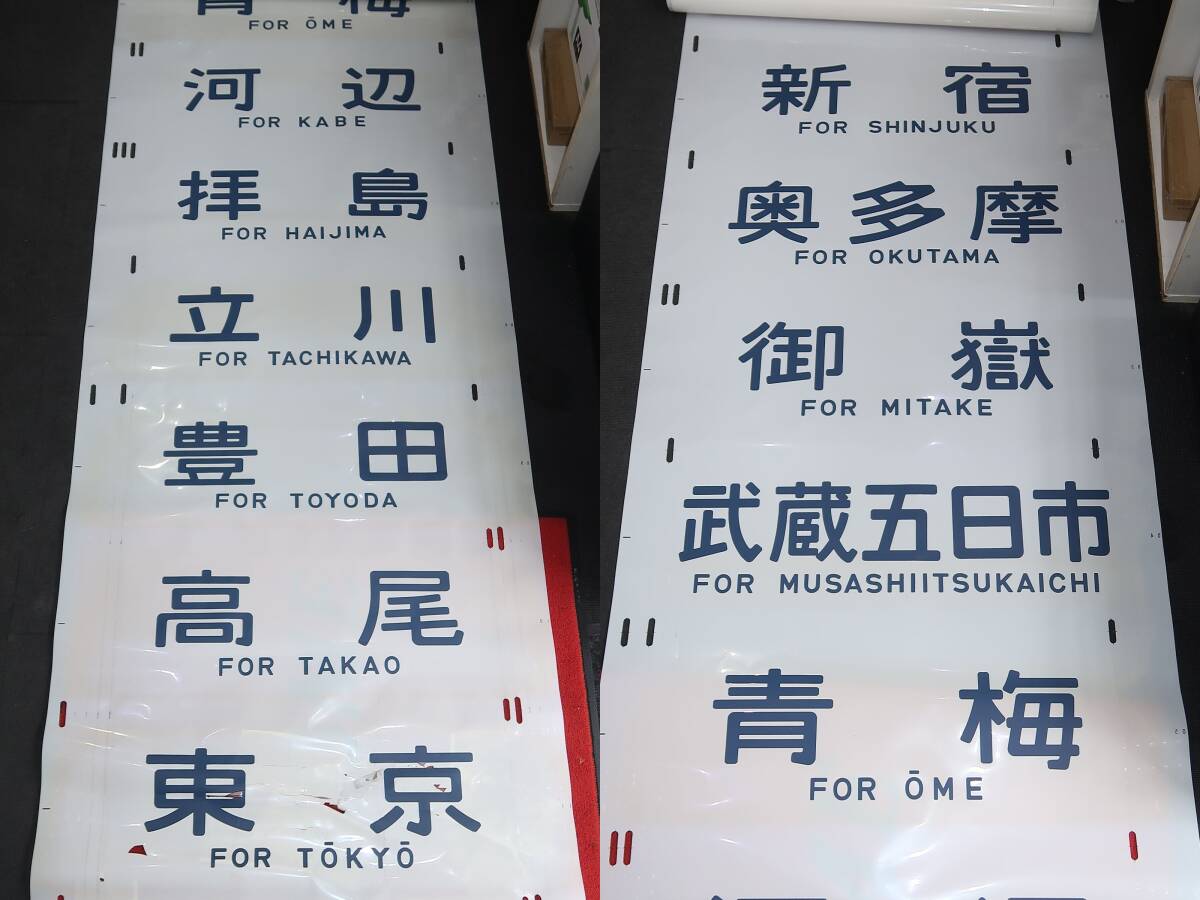 青梅
FOR ŌME
河辺
FOR KABE
拝島
FOR HAIJIMA
立川
FOR TACHIKAWA
豊田
FOR TOYODA
高尾
FOR TAKAO
東京
FOR TŌKYŌ
新宿
FOR SHINJUKU
奥多摩
FOR OKUTAMA
御嶽
FOR MITAKE
武蔵五日市
FOR MUSASHIITSUKAICHI
青梅
FOR ŌME